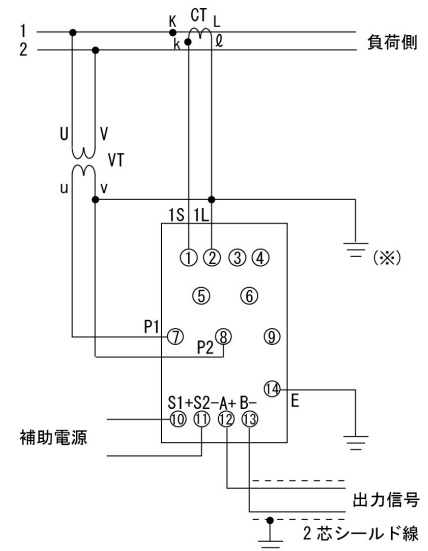 CT
K L
1
2
k ℓ
負荷側
U V
VT
u v
1S 1L
① ② ③ ④
(※)
⑤ ⑥
P1
⑦ ⑧ ⑨
P2
⑭
E
S1+S2-A+ B-
⑩ ⑪ ⑫ ⑬
補助電源
出力信号
2芯シールド線